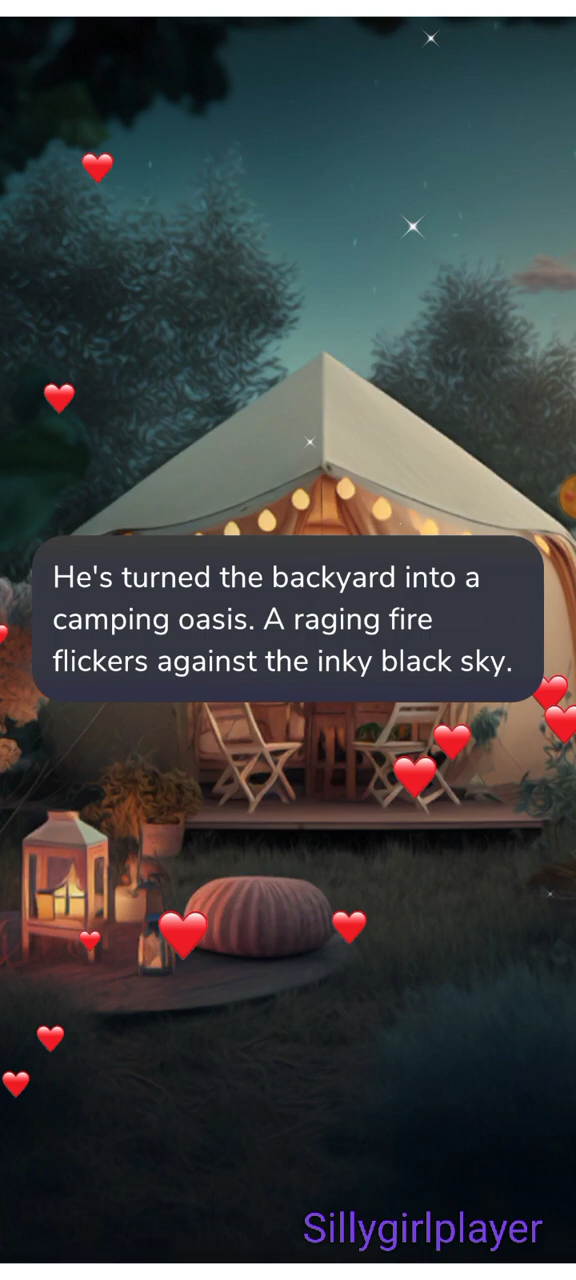 He's turned the backyard into a
camping oasis. A raging fire
flickers against the inky black sky.
Sillygirlplayer